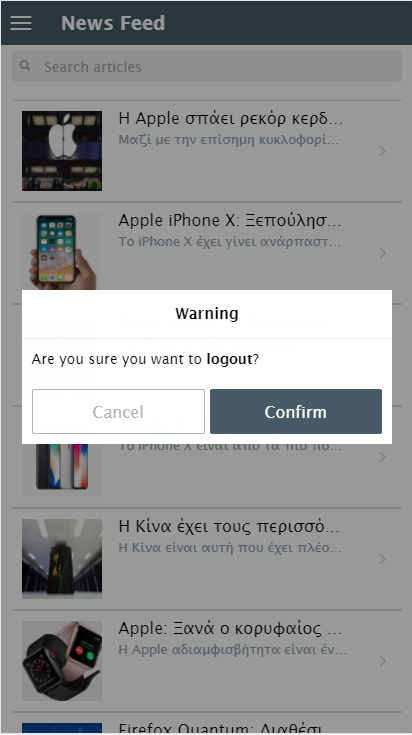 News Feed
Search articles
Η Apple σπάει ρεκόρ κερδ...
Μαζί με την επίσημη κυκλοφορί...
Apple iPhone X: Ξεπούλησ...
Το iPhone X έχει γίνει ανάρπαστ...
Warning
Are you sure you want to logout?
Cancel
Confirm
Το iPhone X είναι από τα πιο πο...
Η Κίνα έχει τους περισσό...
Η Κίνα είναι αυτή που έχει πλέο...
Apple: Ξανά ο κορυφαίος ...
Η Apple αδιαμφισβήτητα είναι έν...
Firefox Quantum: Διαθέσι...